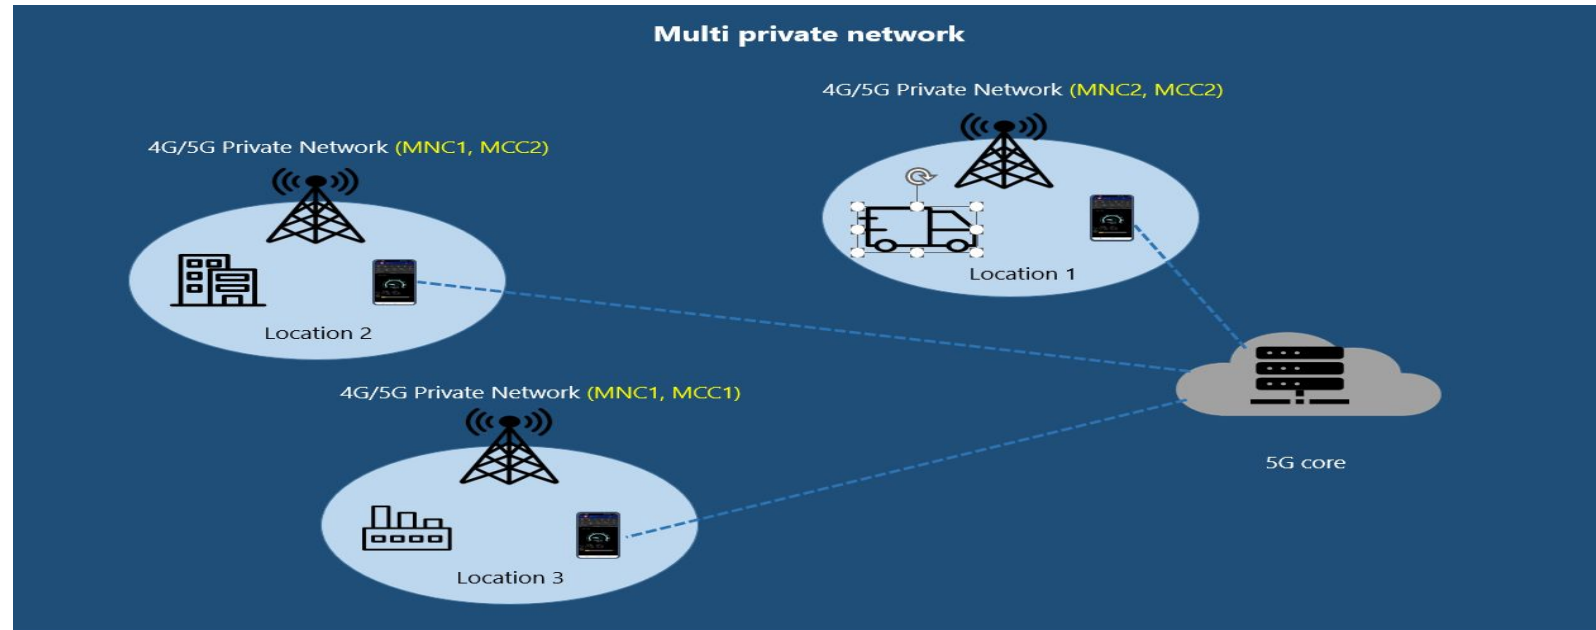 Multi private network
4G/5G Private Network (MNC2, MCC2)
4G/5G Private Network (MNC1, MCC2)
Location 1
Location 2
4G/5G Private Network (MNC1, MCC1)
5G core
Location 3